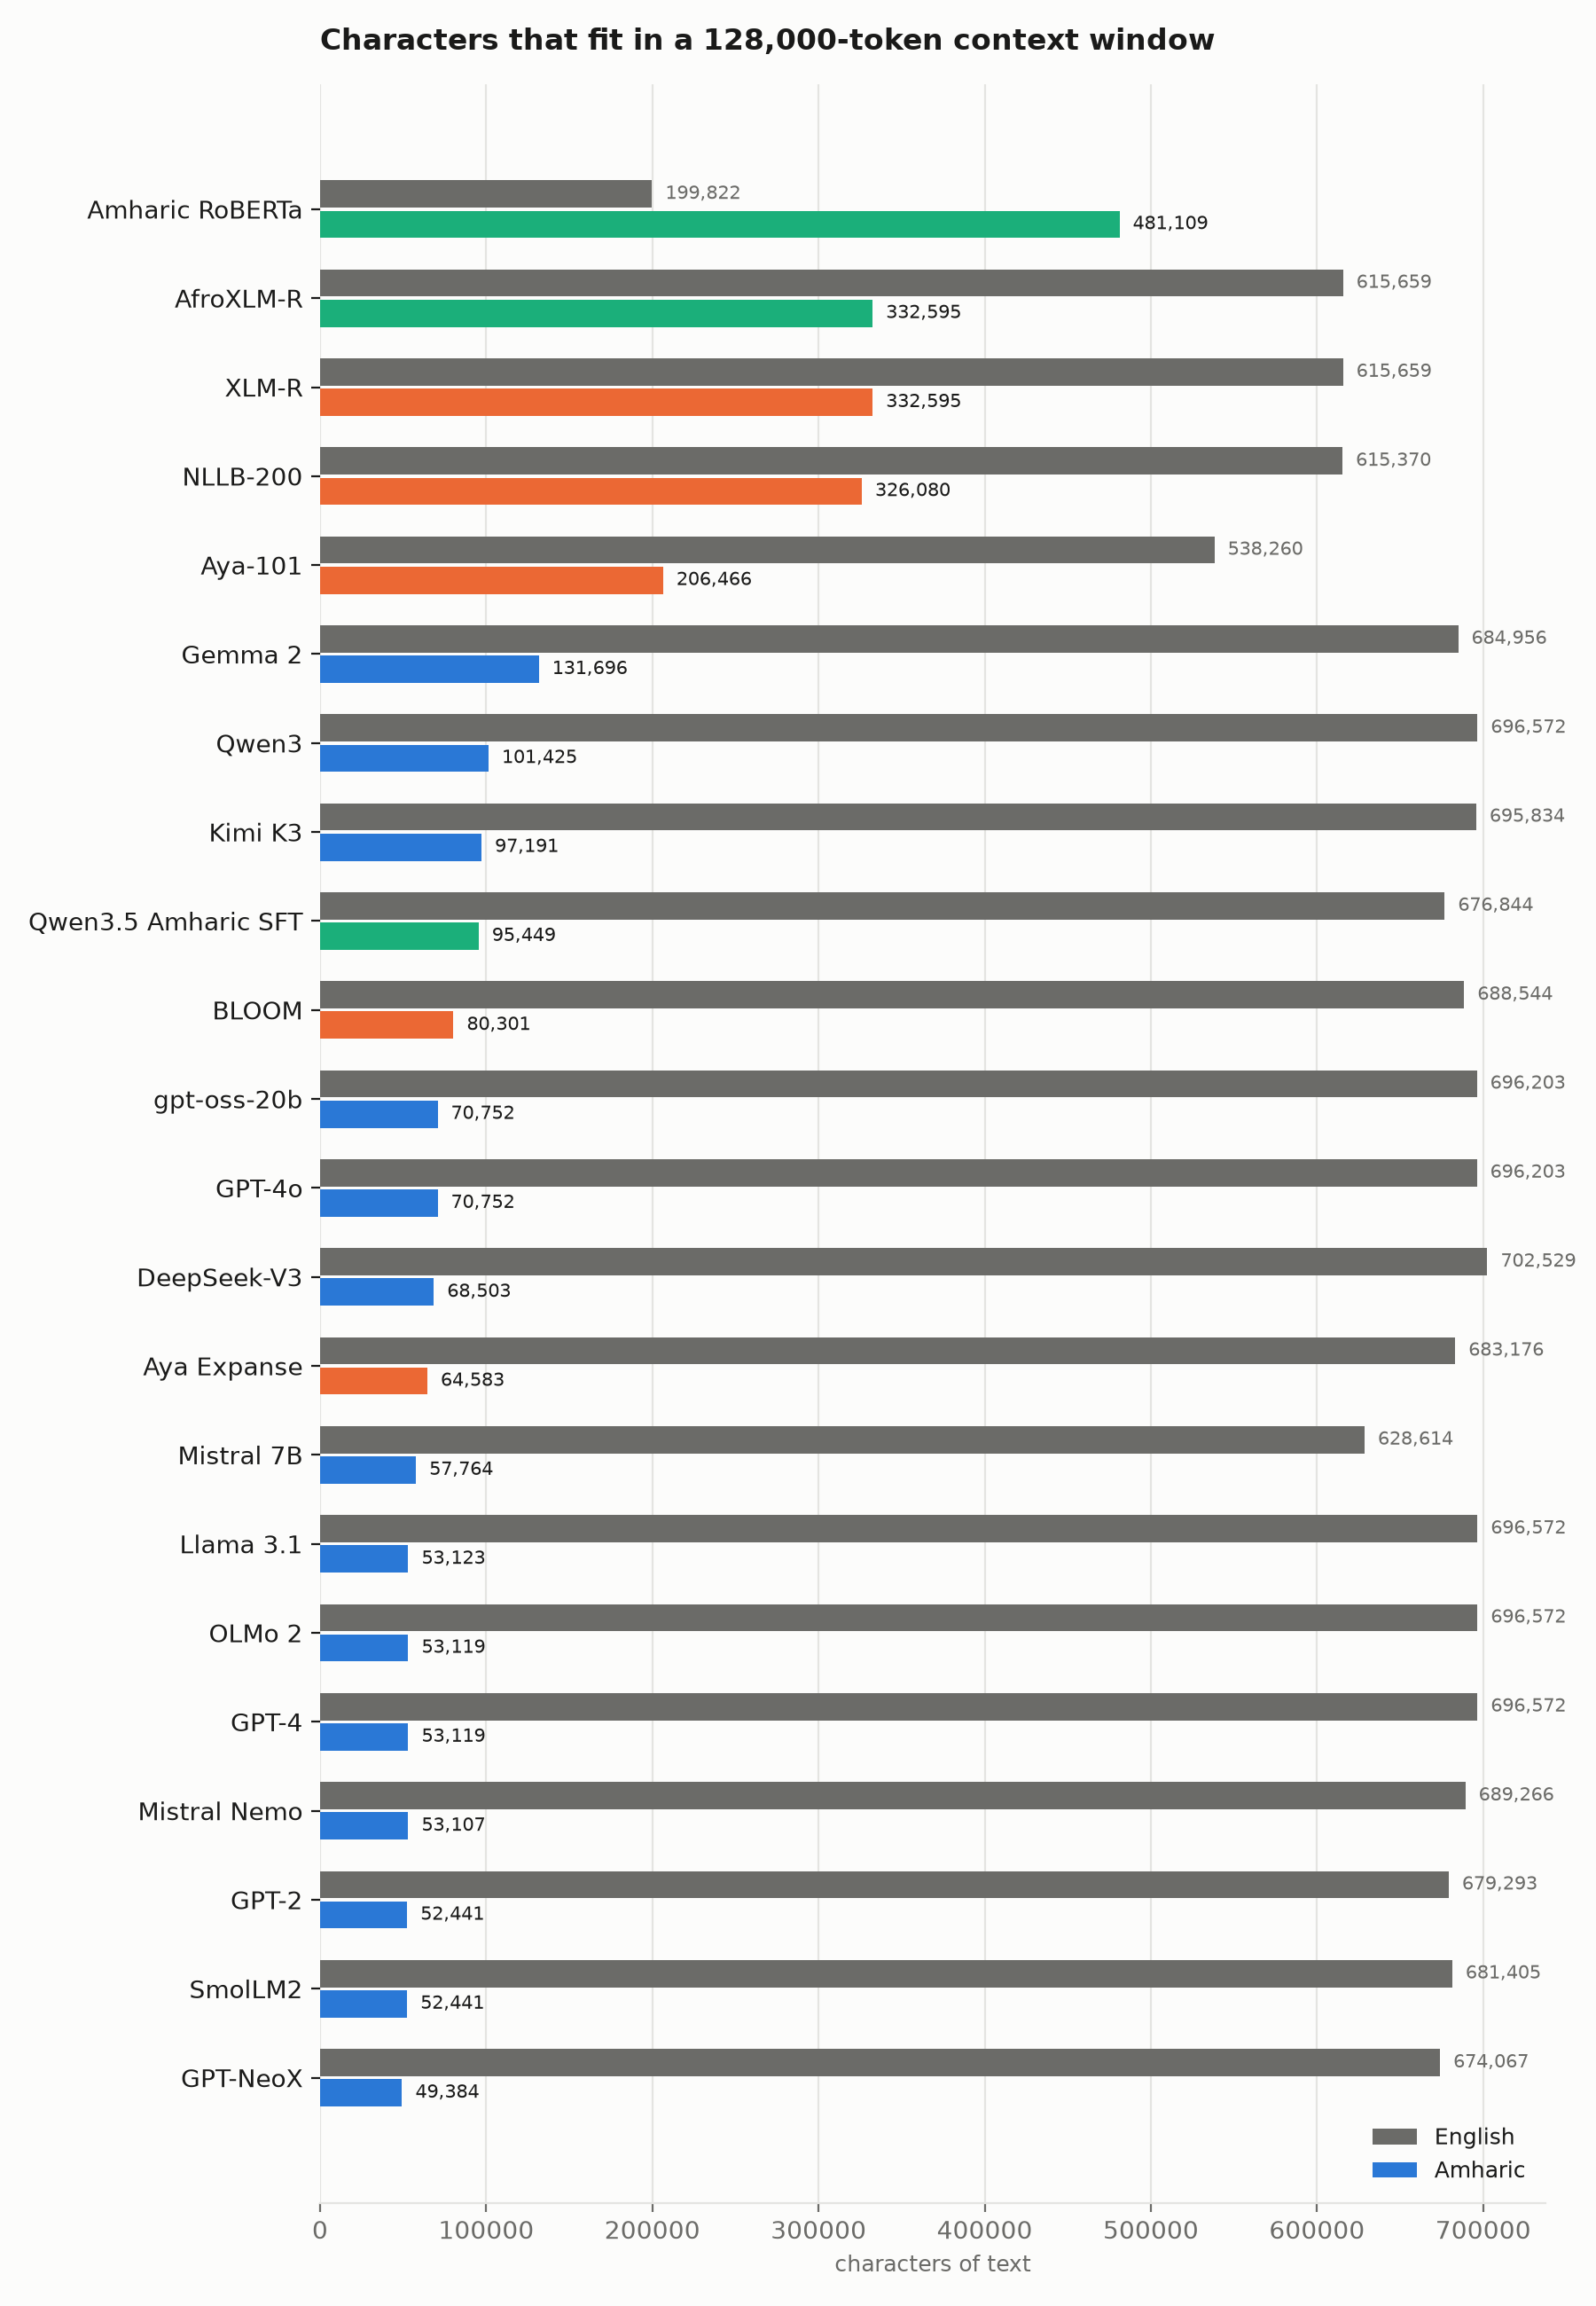 Characters that fit in a 128,000-token context window
Amharic RoBERTa
199,822
481,109
AfroXLM-R
615,659
332,595
XLM-R
615,659
332,595
NLLB-200
615,370
326,080
Aya-101
538,260
206,466
Gemma 2
684,956
131,696
Qwen3
696,572
101,425
Kimi K3
695,834
97,191
Qwen3.5 Amharic SFT
676,844
95,449
BLOOM
688,544
80,301
gpt-oss-20b
696,203
70,752
GPT-4o
696,203
70,752
DeepSeek-V3
702,529
68,503
Aya Expanse
683,176
64,583
Mistral 7B
628,614
57,764
Llama 3.1
696,572
53,123
OLMo 2
696,572
53,119
GPT-4
696,572
53,119
Mistral Nemo
689,266
53,107
GPT-2
679,293
52,441
SmolLM2
681,405
52,441
GPT-NeoX
674,067
49,384
English
Amharic
0 100000 200000 300000 400000 500000 600000 700000
characters of text